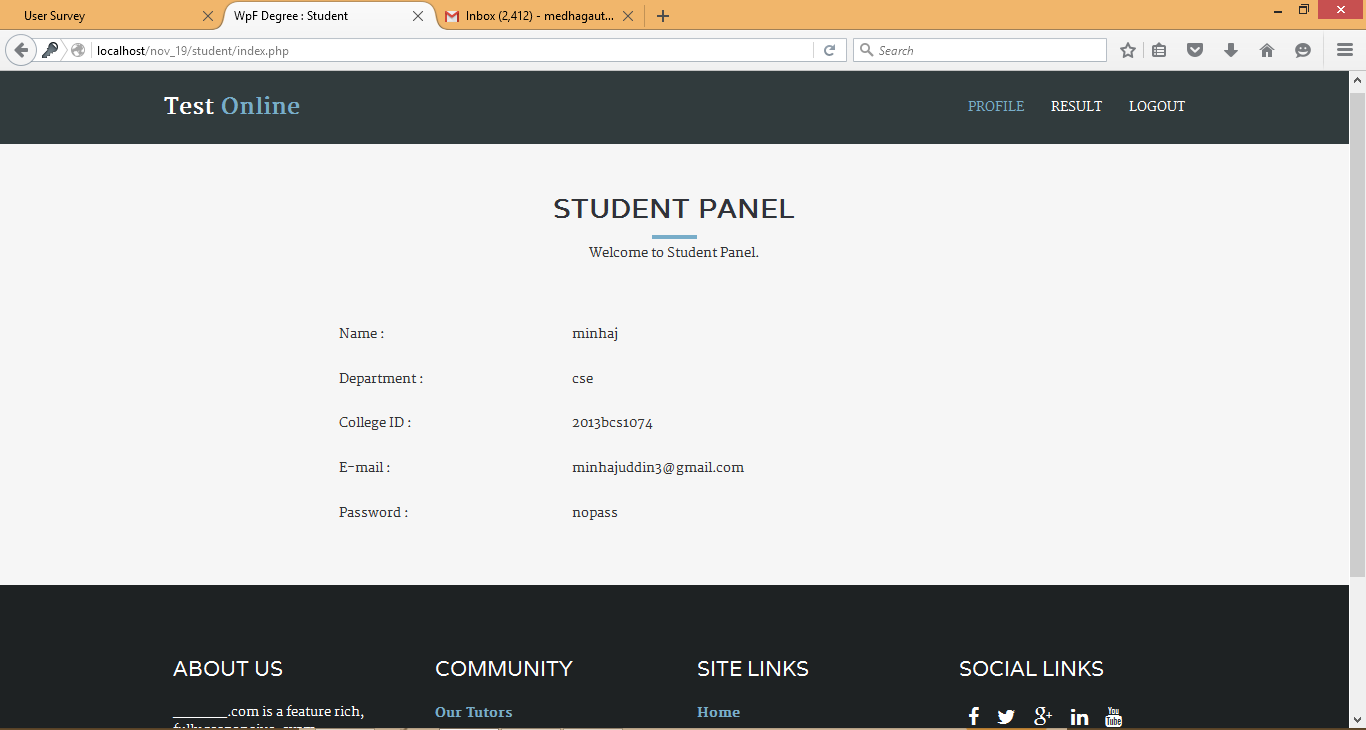 User Survey
WpF Degree : Student
Inbox (2,412) - medhagaut...
localhost/nov_19/student/index.php
Search
Test Online
PROFILE
RESULT
LOGOUT
STUDENT PANEL
Welcome to Student Panel.
Name : minhaj
Department : cse
College ID : 2013bcs1074
E-mail : minhajuddin3@gmail.com
Password : nopass
ABOUT US
_______.com is a feature rich,
COMMUNITY
Our Tutors
SITE LINKS
Home
SOCIAL LINKS
You Tube